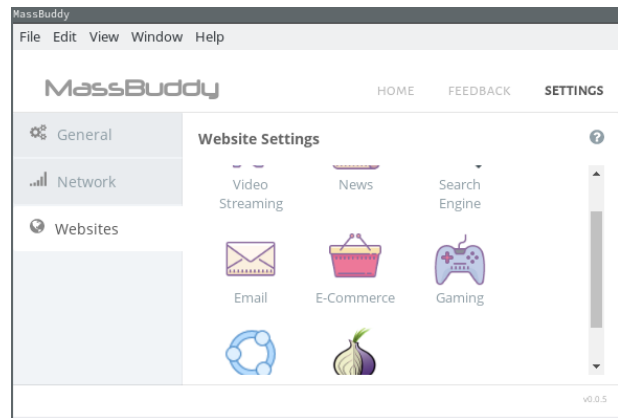 MassBuddy
File Edit View Window Help
MassBuddy
HOME FEEDBACK SETTINGS
General
Network
Websites
Website Settings
Video Streaming
News
Search Engine
Email
E-Commerce
Gaming
v0.0.5